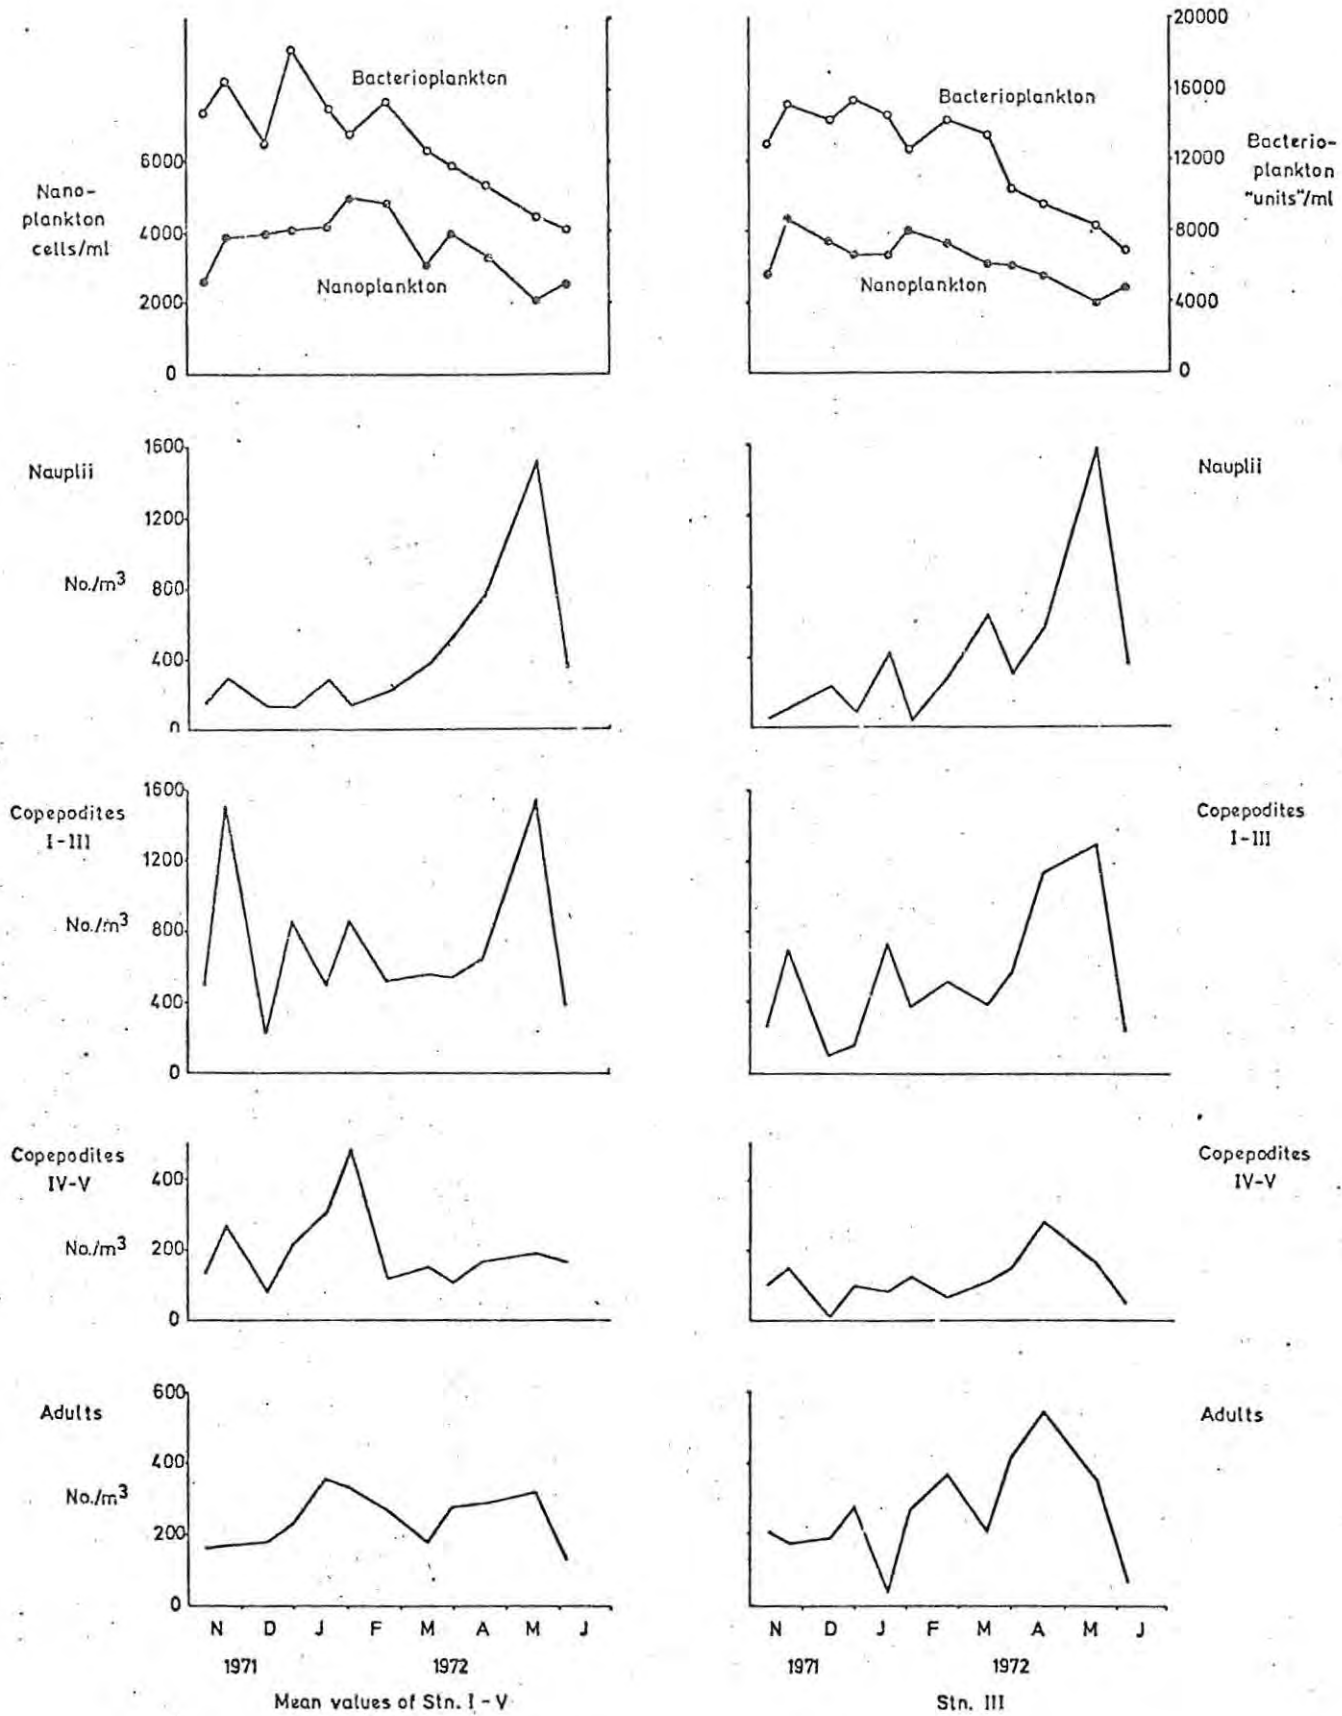 20000
16000
12000
8000
4000
0
Bacterio-
plankton
"units"/ml
Bacterioplankton
Nanoplankton
Bacterioplankton
Nanoplankton
Nano-
plankton
cells/ml
6000
4000
2000
0
Nauplii
No./m³
1600
1200
800
400
0
Nauplii
Copepodites
I-III
No./m³
1600
1200
800
400
0
Copepodites
I-III
Copepodites
IV-V
No./m³
400
200
0
Copepodites
IV-V
Adults
No./m³
600
400
200
0
Adults
N D J F M A M J
1971 1972
Mean values of Stn. I - V
N D J F M A M J
1971 1972
Stn. III